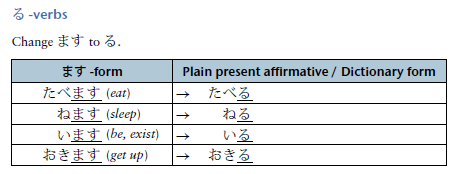 る -verbs
Change ます to る.
ます -form Plain present affirmative / Dictionary form
たべます (eat) → たべる
ねます (sleep) → ねる
います (be, exist) → いる
おきます (get up) → おきる